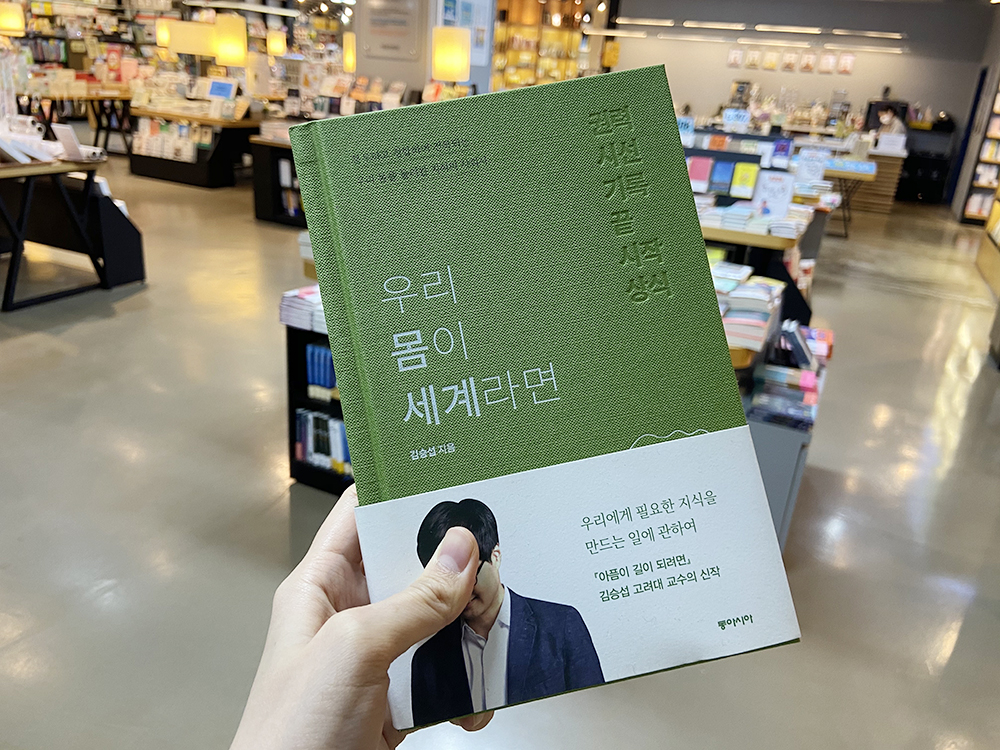 권력
시선
기록
끝
시작
상식
우리
몸이
세계라면
김승섭 지음
우리에게 필요한 지식을
만드는 일에 관하여
『아픔이 길이 되려면』
김승섭 고려대 교수의 신작
동아시아